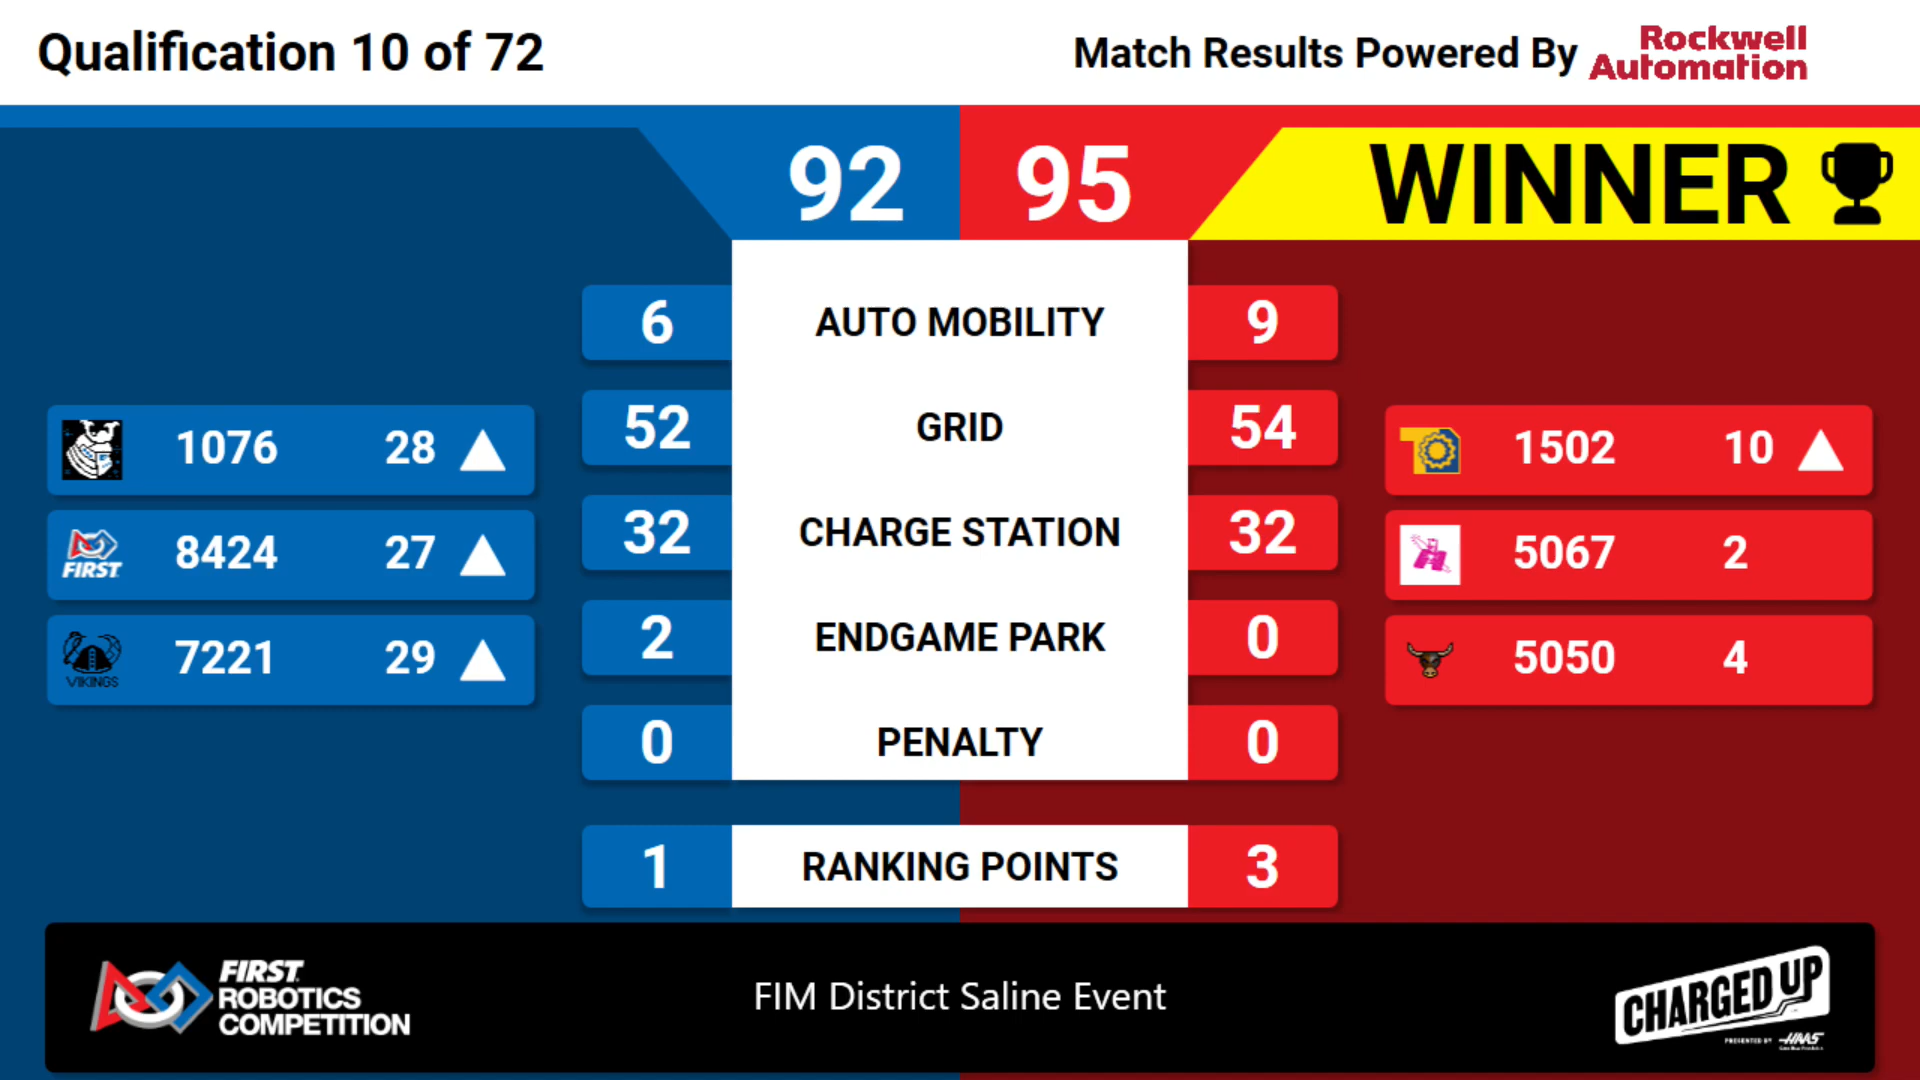 Qualification 10 of 72
Match Results Powered By Rockwell Automation
92 95 WINNER
6 AUTO MOBILITY 9
52 GRID 54
1076 28
1502 10
32 CHARGE STATION 32
FIRST 8424 27
5067 2
2 ENDGAME PARK 0
VIKINGS 7221 29
5050 4
0 PENALTY 0
1 RANKING POINTS 3
FIRST
ROBOTICS
COMPETITION
FIM District Saline Event
CHARGED UP
PRESENTED BY HAAS